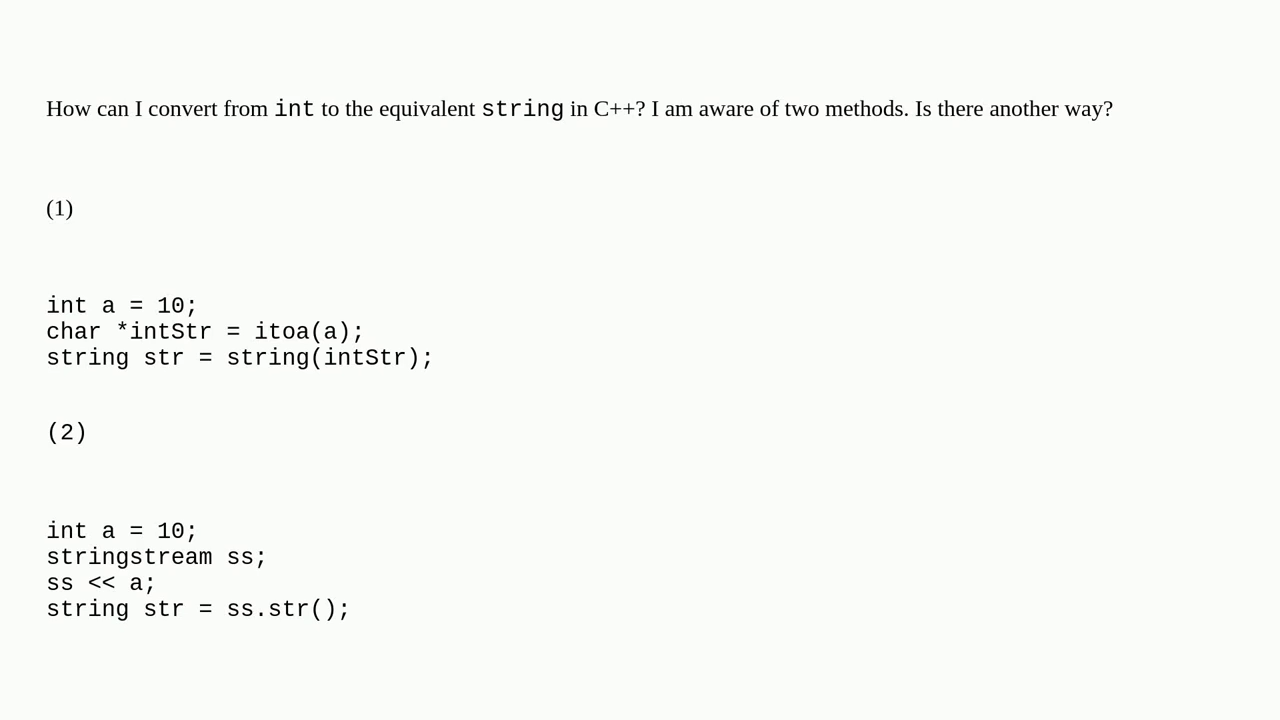 How can I convert from int to the equivalent string in C++? I am aware of two methods. Is there another way?
(1)
int a = 10;
char *intStr = itoa(a);
string str = string(intStr);
(2)
int a = 10;
stringstream ss;
ss << a;
string str = ss.str();